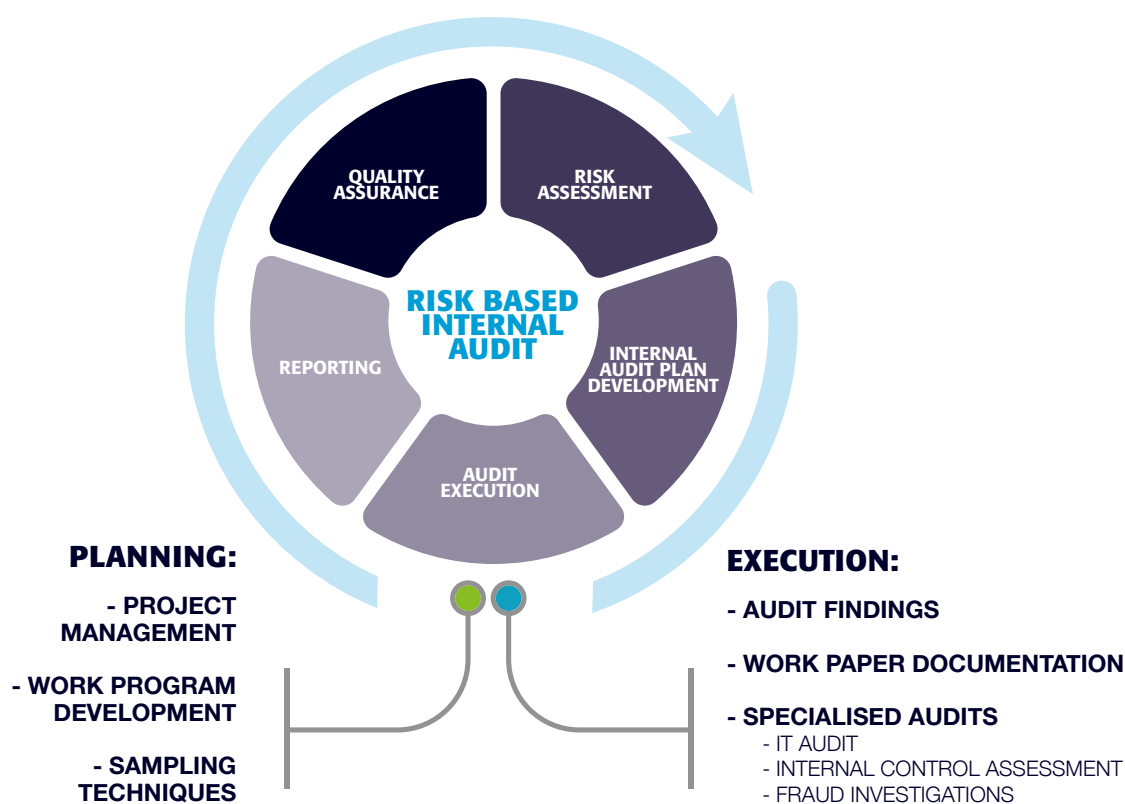 QUALITY
ASSURANCE
RISK
ASSESSMENT
RISK BASED
INTERNAL
AUDIT
REPORTING
INTERNAL
AUDIT PLAN
DEVELOPMENT
AUDIT
EXECUTION
PLANNING:
- PROJECT
MANAGEMENT
- WORK PROGRAM
DEVELOPMENT
- SAMPLING
TECHNIQUES
EXECUTION:
- AUDIT FINDINGS
- WORK PAPER DOCUMENTATION
- SPECIALISED AUDITS
- IT AUDIT
- INTERNAL CONTROL ASSESSMENT
- FRAUD INVESTIGATIONS